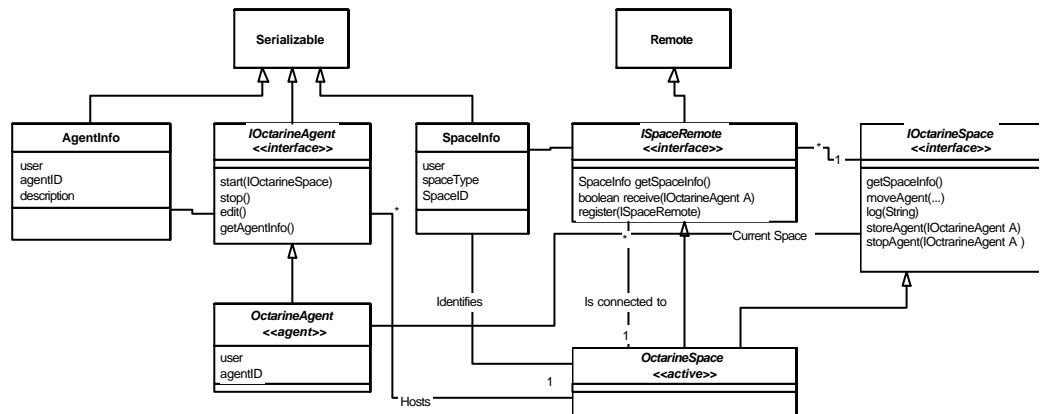 Serializable
Remote
AgentInfo
user
agentID
description
IOctarineAgent
<<interface>>
start(IOctarineSpace)
stop()
edit()
getAgentInfo()
SpaceInfo
user
spaceType
SpaceID
ISpaceRemote
<<interface>>
SpaceInfo getSpaceInfo()
boolean receive(IOctarineAgent A)
register(ISpaceRemote)
IOctarineSpace
<<interface>>
getSpaceInfo()
moveAgent(...)
log(String)
storeAgent(IOctarineAgent A)
stopAgent(IOctrarineAgent A )
*
1
*
*
Current Space
Identifies
Is connected to
1
OctarineAgent
<<agent>>
user
agentID
OctarineSpace
<<active>>
1
Hosts